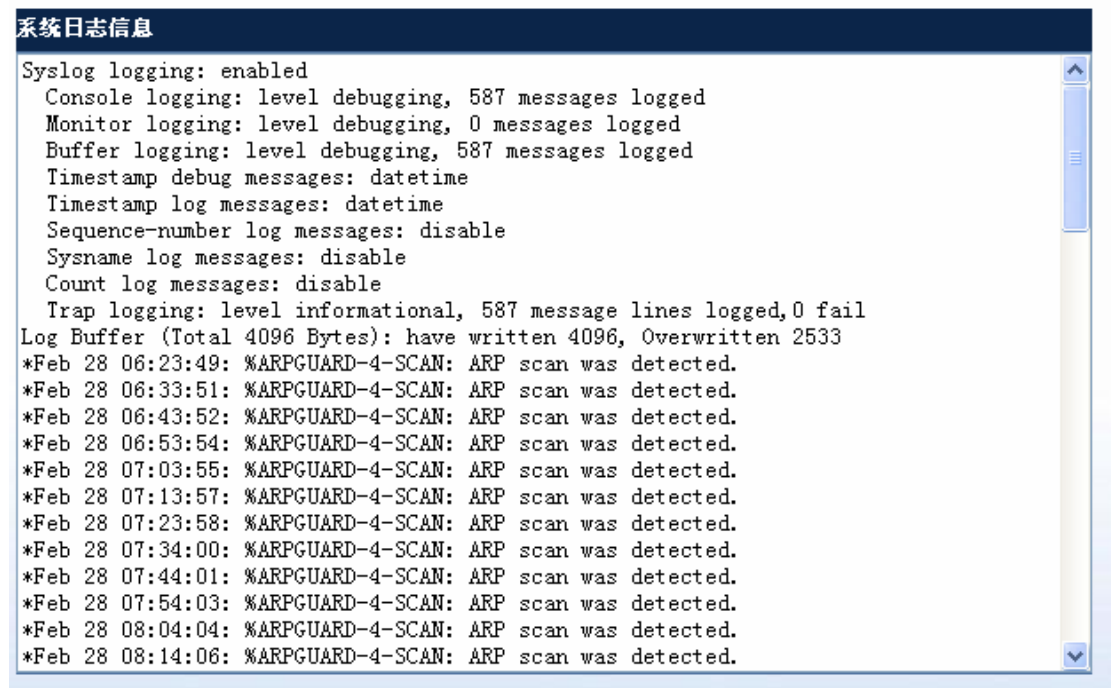 系统日志信息
Syslog logging: enabled
Console logging: level debugging, 587 messages logged
Monitor logging: level debugging, 0 messages logged
Buffer logging: level debugging, 587 messages logged
Timestamp debug messages: datetime
Timestamp log messages: datetime
Sequence-number log messages: disable
Sysname log messages: disable
Count log messages: disable
Trap logging: level informational, 587 message lines logged,0 fail
Log Buffer (Total 4096 Bytes): have written 4096, Overwritten 2533
*Feb 28 06:23:49: %ARPGUARD-4-SCAN: ARP scan was detected.
*Feb 28 06:33:51: %ARPGUARD-4-SCAN: ARP scan was detected.
*Feb 28 06:43:52: %ARPGUARD-4-SCAN: ARP scan was detected.
*Feb 28 06:53:54: %ARPGUARD-4-SCAN: ARP scan was detected.
*Feb 28 07:03:55: %ARPGUARD-4-SCAN: ARP scan was detected.
*Feb 28 07:13:57: %ARPGUARD-4-SCAN: ARP scan was detected.
*Feb 28 07:23:58: %ARPGUARD-4-SCAN: ARP scan was detected.
*Feb 28 07:34:00: %ARPGUARD-4-SCAN: ARP scan was detected.
*Feb 28 07:44:01: %ARPGUARD-4-SCAN: ARP scan was detected.
*Feb 28 07:54:03: %ARPGUARD-4-SCAN: ARP scan was detected.
*Feb 28 08:04:04: %ARPGUARD-4-SCAN: ARP scan was detected.
*Feb 28 08:14:06: %ARPGUARD-4-SCAN: ARP scan was detected.